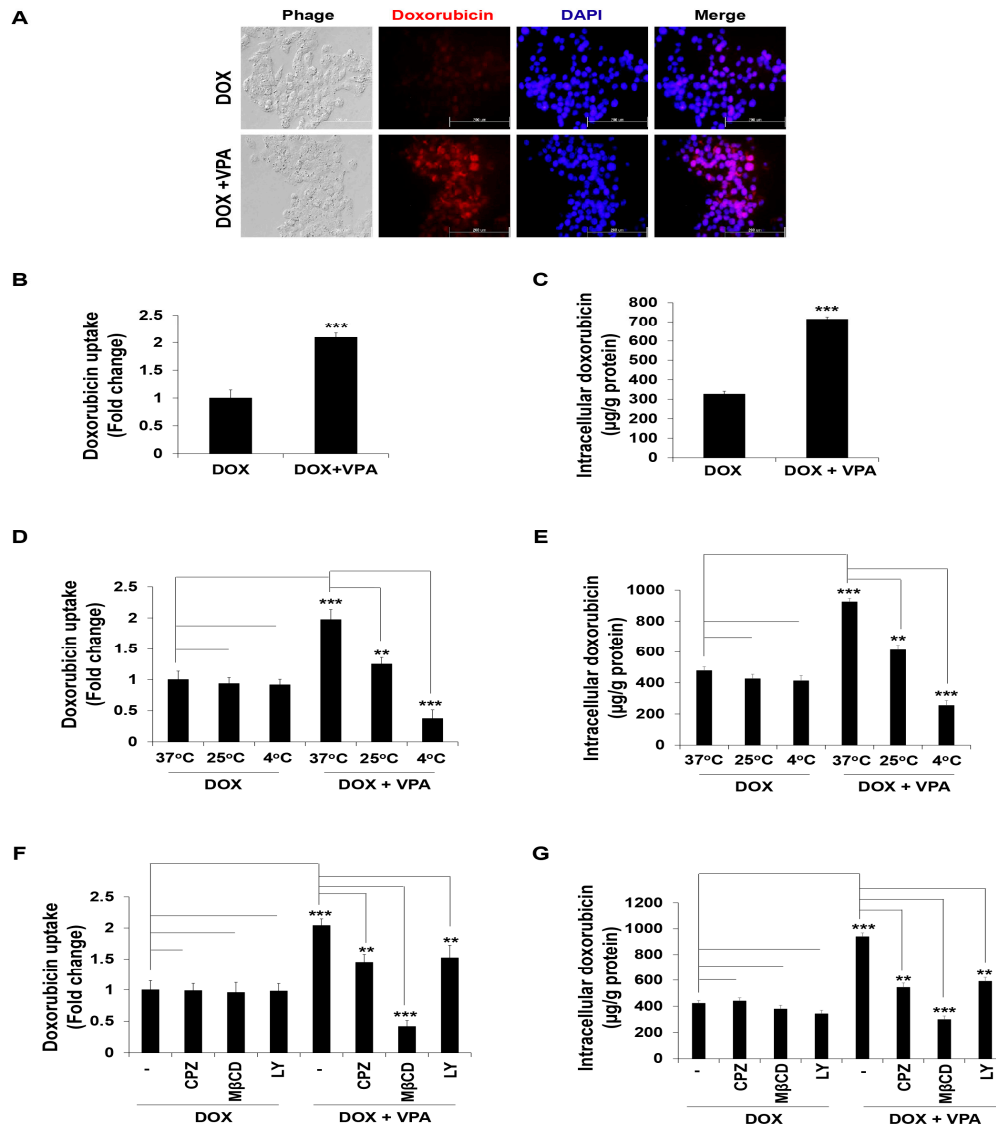 A
Phage Doxorubicin DAPI Merge
DOX
DOX +VPA
200 um 200 um
B
Doxorubicin uptake
(Fold change)
2.5
2
1.5
1
0.5
0
***
DOX DOX+VPA
C
Intracellular doxorubicin
(µg/g protein)
800
700
600
500
400
300
200
100
0
***
DOX DOX + VPA
D
Doxorubicin uptake
(Fold change)
2.5
2
1.5
1
0.5
0
***
**
***
37°C 25°C 4°C 37°C 25°C 4°C
DOX DOX + VPA
E
Intracellular doxorubicin
(µg/g protein)
1000
800
600
400
200
0
***
**
***
37°C 25°C 4°C 37°C 25°C 4°C
DOX DOX + VPA
F
Doxorubicin uptake
(Fold change)
2.5
2
1.5
1
0.5
0
***
**
***
**
- CPZ MβCD LY - CPZ MβCD LY
DOX DOX + VPA
G
Intracellular doxorubicin
(µg/g protein)
1200
1000
800
600
400
200
0
***
**
***
**
- CPZ MβCD LY - CPZ MβCD LY
DOX DOX + VPA